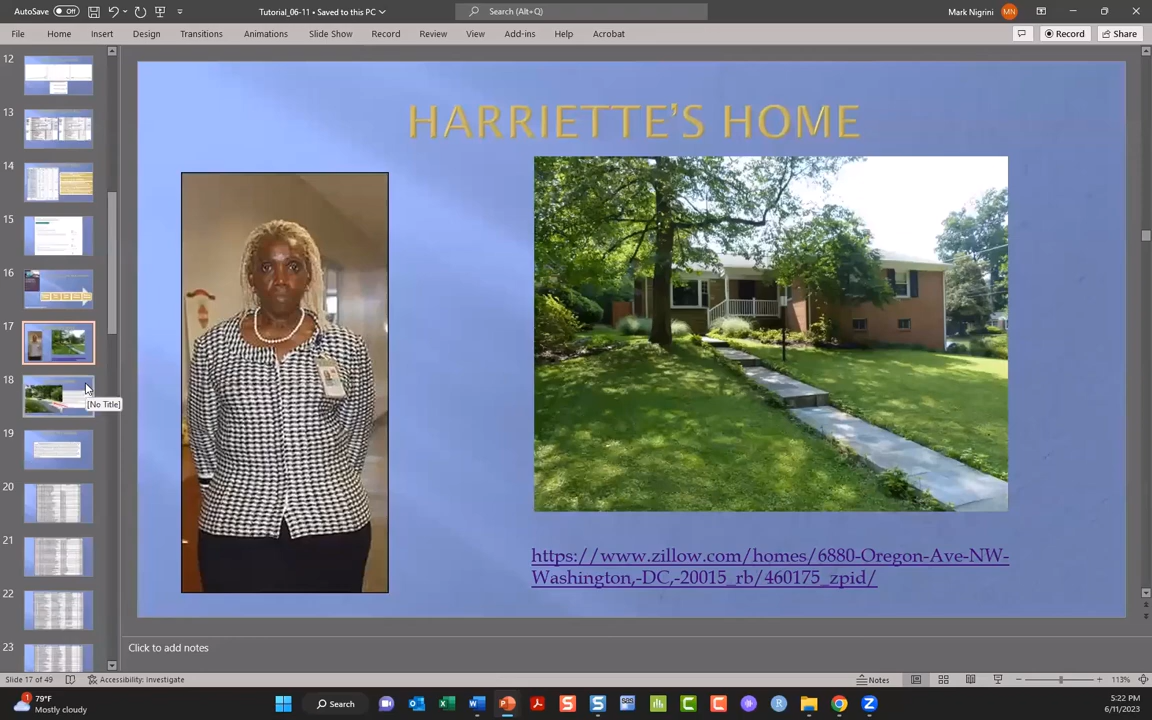 AutoSave Off
Tutorial_06-11 • Saved to this PC
Search (Alt+Q)
Mark Nigrini MN
File Home Insert Design Transitions Animations Slide Show Record Review View Add-ins Help Acrobat
Record Share
12
13
14
15
16
17
18
19
20
21
22
23
[No Title]
HARRIETTE'S HOME
https://www.zillow.com/homes/6880-Oregon-Ave-NW-
Washington,-DC,-20015_rb/460175_zpid/
Click to add notes
Slide 17 of 49 Accessibility: Investigate Notes 113%
1
79°F
Mostly cloudy
Search
5:22 PM
6/11/2023